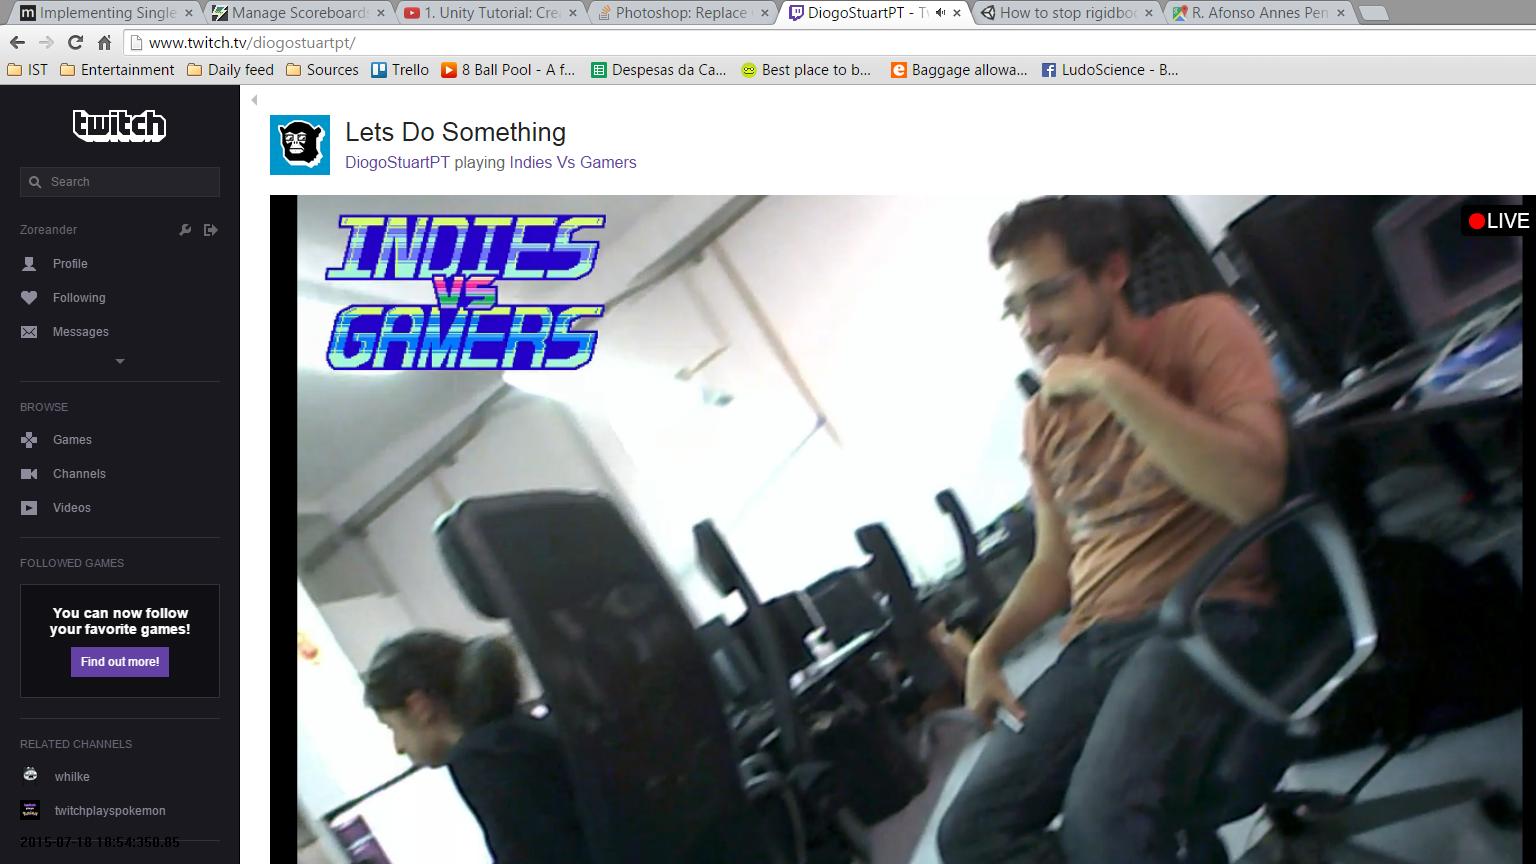 Implementing Single
Manage Scoreboards
1. Unity Tutorial: Cre
Photoshop: Replace
DiogoStuartPT - Tw
How to stop rigidbo
R. Afonso Annes Pen
www.twitch.tv/diogostuartpt/
IST
Entertainment
Daily feed
Sources
Trello
8 Ball Pool - A f...
Despesas da Ca...
Best place to b...
Baggage allowa...
LudoScience - B...
twitch
Search
Zoreander
Profile
Following
Messages
BROWSE
Games
Channels
Videos
FOLLOWED GAMES
You can now follow
your favorite games!
Find out more!
RELATED CHANNELS
whilke
twitchplayspokemon
2015-07-18 18:54:350.85
Lets Do Something
DiogoStuartPT playing Indies Vs Gamers
INDIES
VS
GAMERS
LIVE